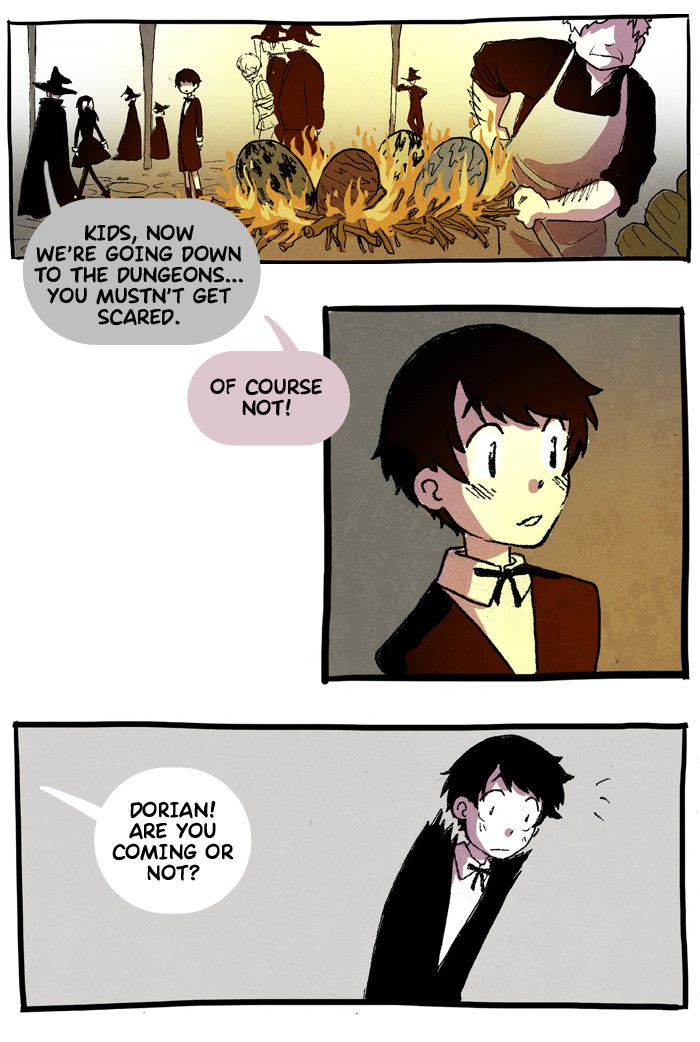 KIDS, NOW
WE'RE GOING DOWN
TO THE DUNGEONS...
YOU MUSTN'T GET
SCARED.
OF COURSE
NOT!
DORIAN!
ARE YOU
COMING OR
NOT?